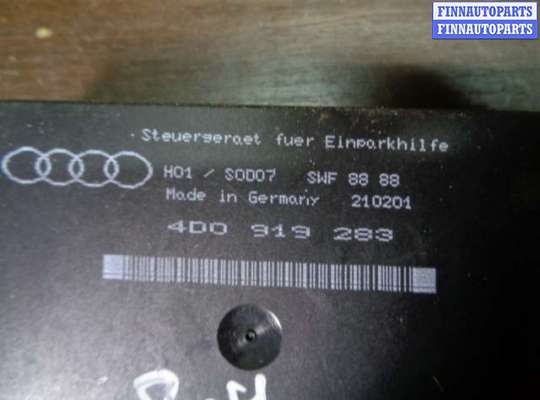 FINNAUTOPARTS
FINNAUTOPARTS
Steuergeraet fuer Einparkhilfe
H01 / S0D07 SWF 88 88
Made in Germany 210201
4D0 919 283